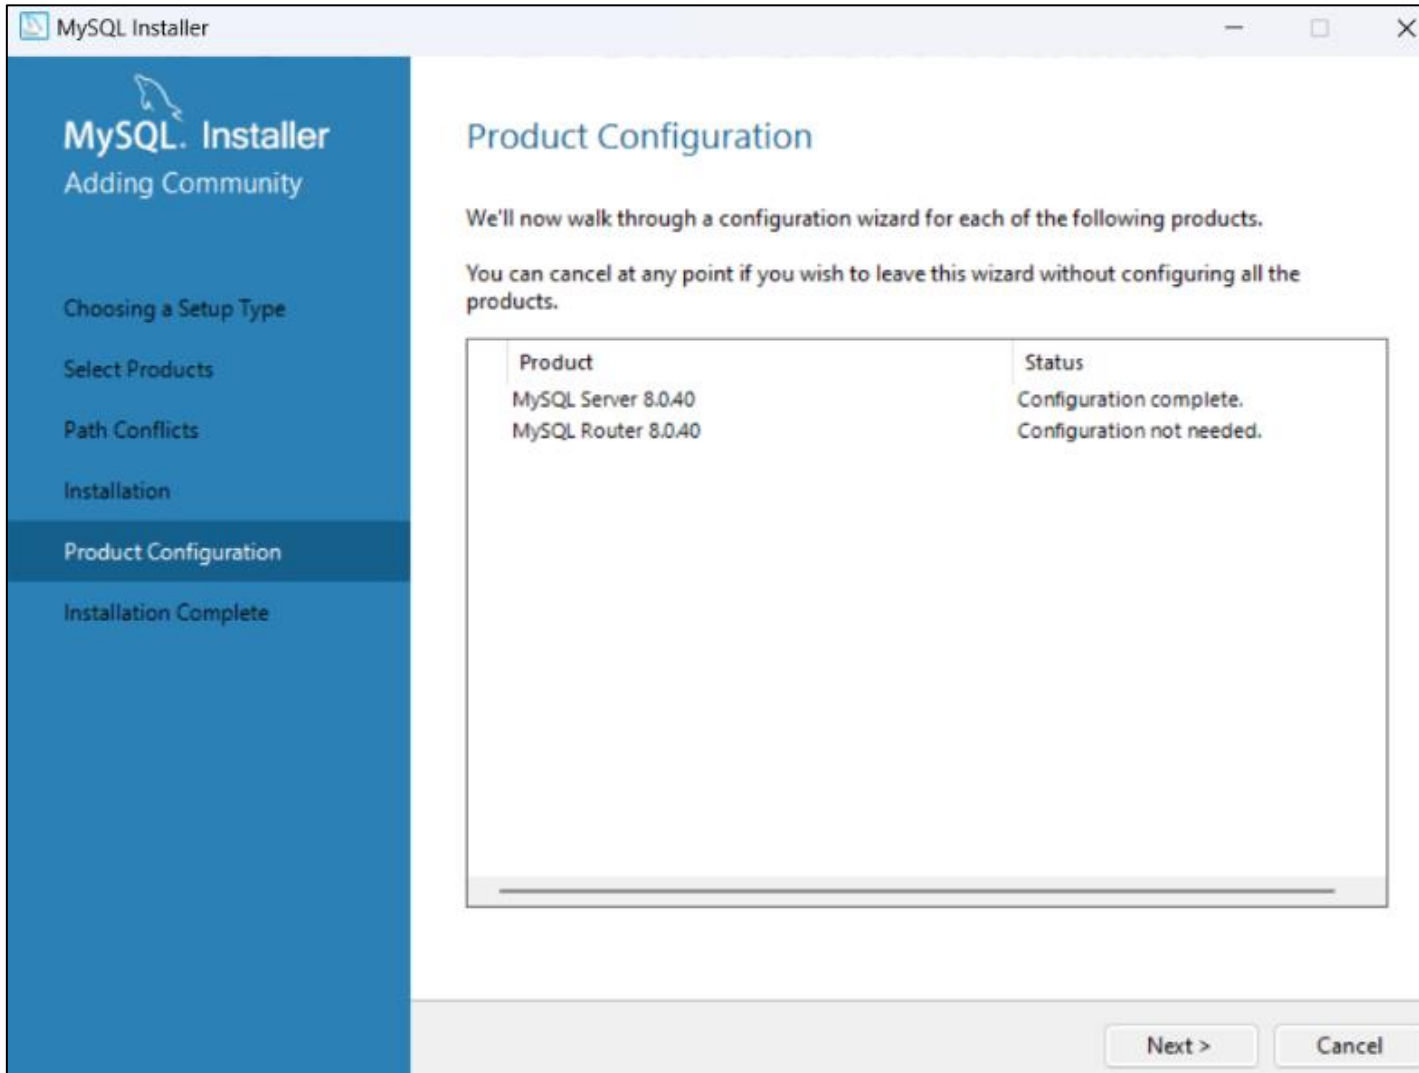 MySQL Installer
MySQL. Installer
Adding Community
Choosing a Setup Type
Select Products
Path Conflicts
Installation
Product Configuration
Installation Complete
Product Configuration
We'll now walk through a configuration wizard for each of the following products.
You can cancel at any point if you wish to leave this wizard without configuring all the
products.
Product Status
MySQL Server 8.0.40 Configuration complete.
MySQL Router 8.0.40 Configuration not needed.
Next > Cancel